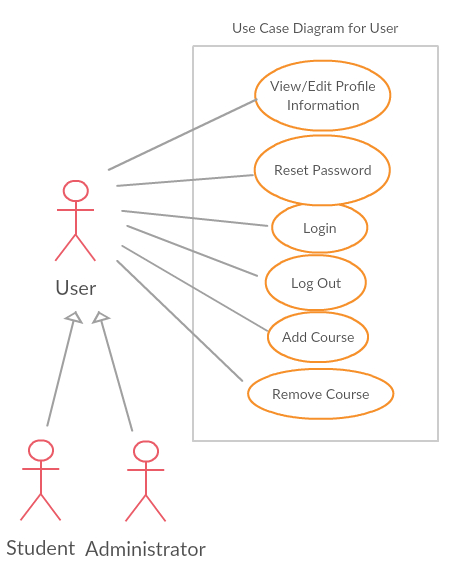 Use Case Diagram for User
View/Edit Profile
Information
Reset Password
Login
User
Log Out
Add Course
Remove Course
Student
Administrator